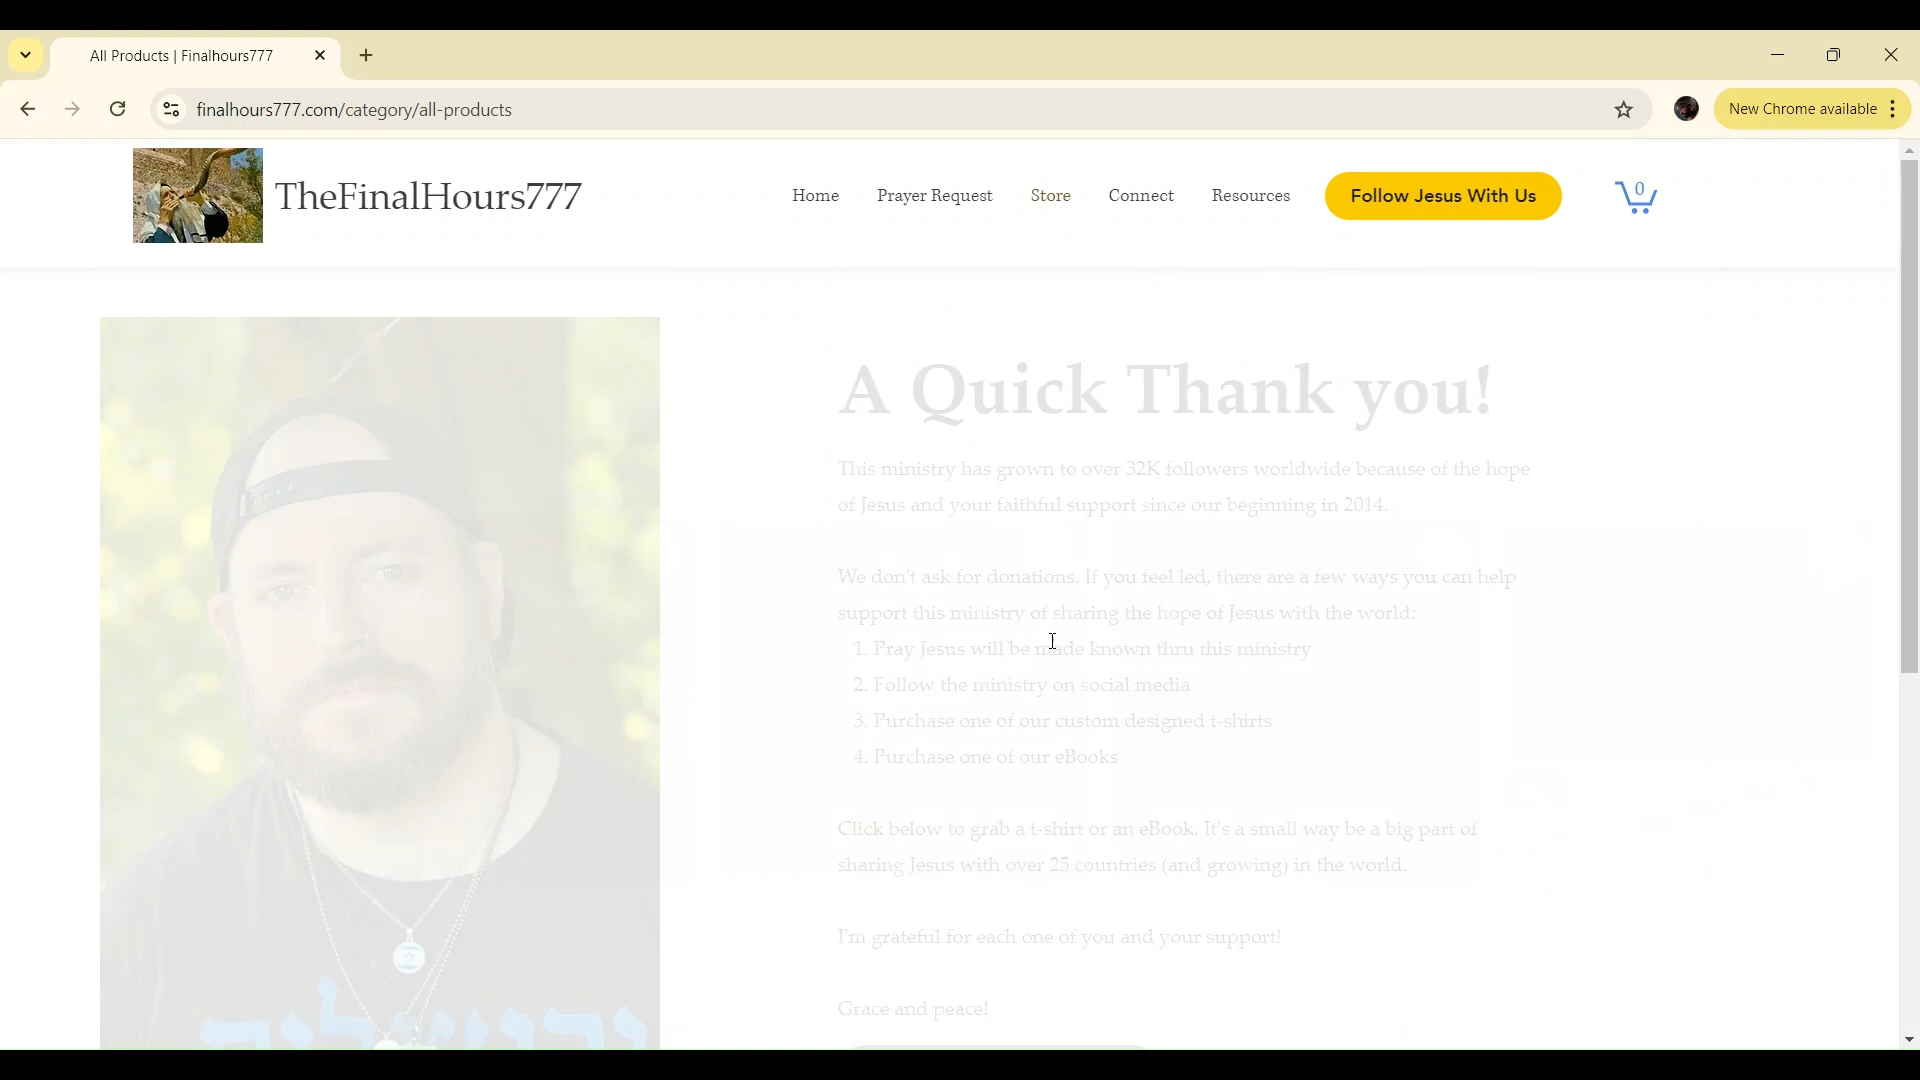 All Products | Finalhours777
finalhours777.com/category/all-products
New Chrome available
TheFinalHours777
Home
Prayer Request
Store
Connect
Resources
Follow Jesus With Us
0
A Quick Thank you!
This ministry has grown to over 32K followers worldwide because of the hope
of Jesus and your faithful support since our beginning in 2014.
We don't ask for donations. If you feel led, there are a few ways you can help
support this ministry of sharing the hope of Jesus with the world:
1. Pray Jesus will be made known thru this ministry
2. Follow the ministry on social media
3. Purchase one of our custom designed t-shirts
4. Purchase one of our eBooks
Click below to grab a t-shirt or an eBook. It's a small way be a big part of
sharing Jesus with over 25 countries (and growing) in the world.
I'm grateful for each one of you and your support!
Grace and peace!